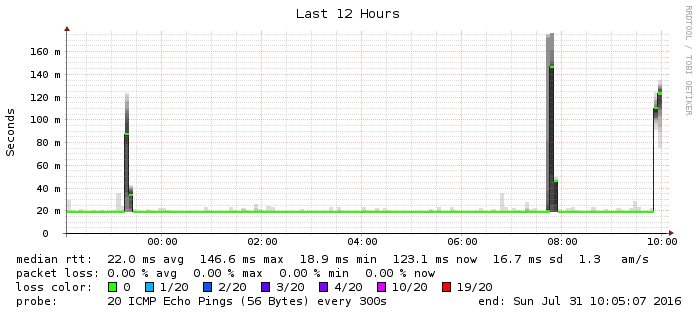 Last 12 Hours
RRDTOOL / TOBI OETIKER
Seconds
160 m
140 m
120 m
100 m
80 m
60 m
40 m
20 m
0
00:00 02:00 04:00 06:00 08:00 10:00
median rtt: 22.0 ms avg 146.6 ms max 18.9 ms min 123.1 ms now 16.7 ms sd 1.3 am/s
packet loss: 0.00 % avg 0.00 % max 0.00 % min 0.00 % now
loss color: 0 1/20 2/20 3/20 4/20 10/20 19/20
probe: 20 ICMP Echo Pings (56 Bytes) every 300s end: Sun Jul 31 10:05:07 2016